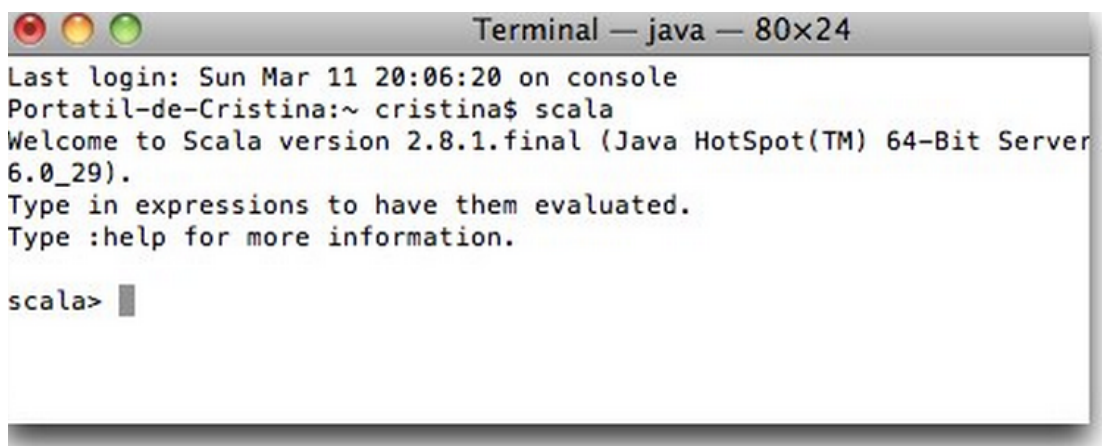 Terminal — java — 80×24
Last login: Sun Mar 11 20:06:20 on console
Portatil-de-Cristina:~ cristina$ scala
Welcome to Scala version 2.8.1.final (Java HotSpot(TM) 64-Bit Server
6.0_29).
Type in expressions to have them evaluated.
Type :help for more information.
scala>